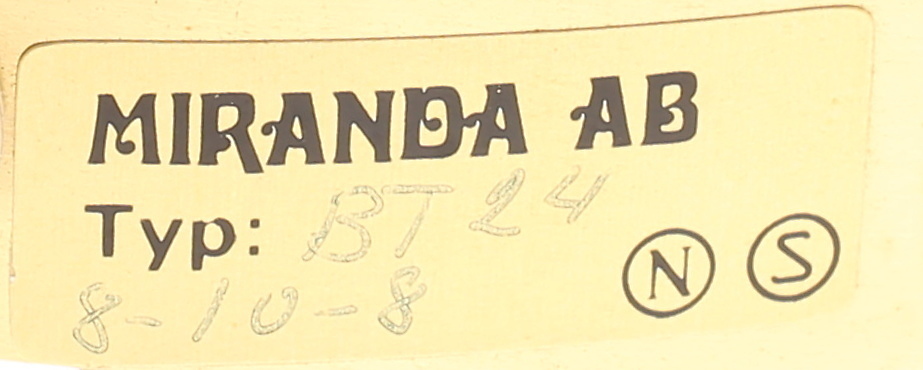 MIRANDA AB
Typ: BT 24
8-10-8
N S